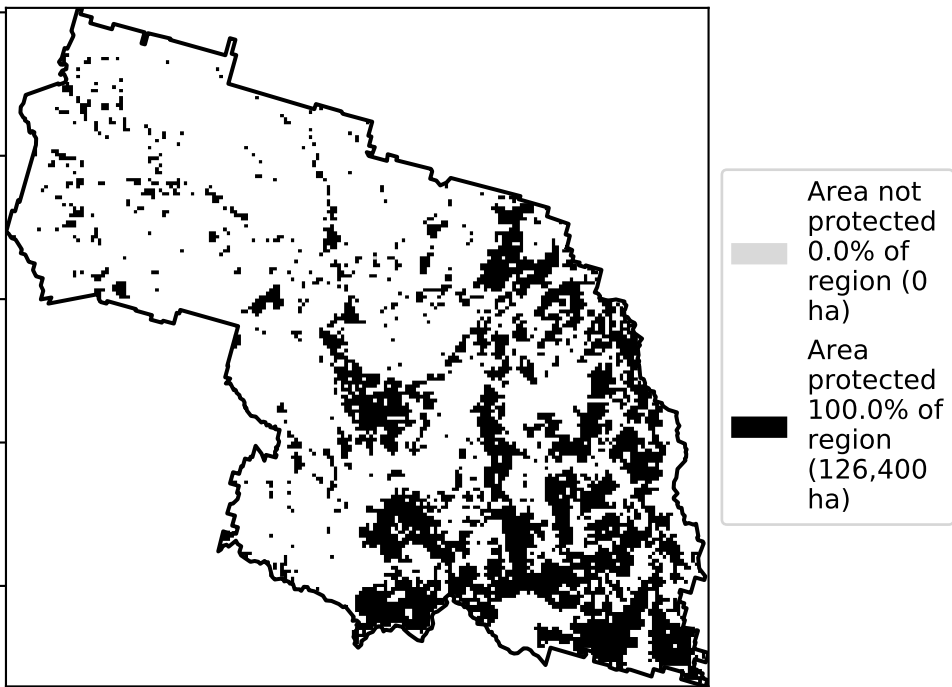 Area not
protected
0.0% of
region (0
ha)
Area
protected
100.0% of
region
(126,400
ha)